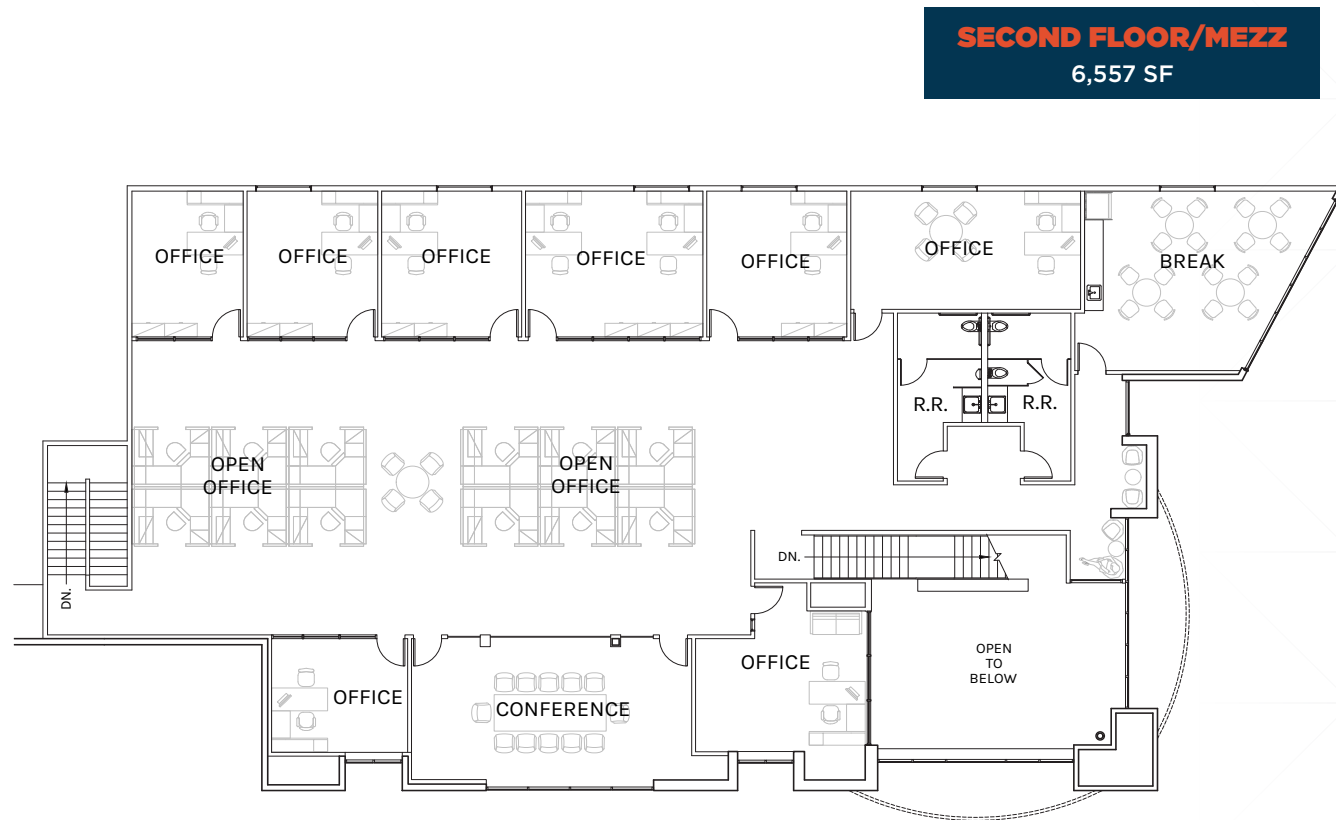 SECOND FLOOR/MEZZ
6,557 SF
OFFICE
OFFICE
OFFICE
OFFICE
OFFICE
OFFICE
BREAK
R.R.
R.R.
OPEN
OFFICE
OPEN
OFFICE
DN.
DN.
OFFICE
CONFERENCE
OFFICE
OPEN
TO
BELOW